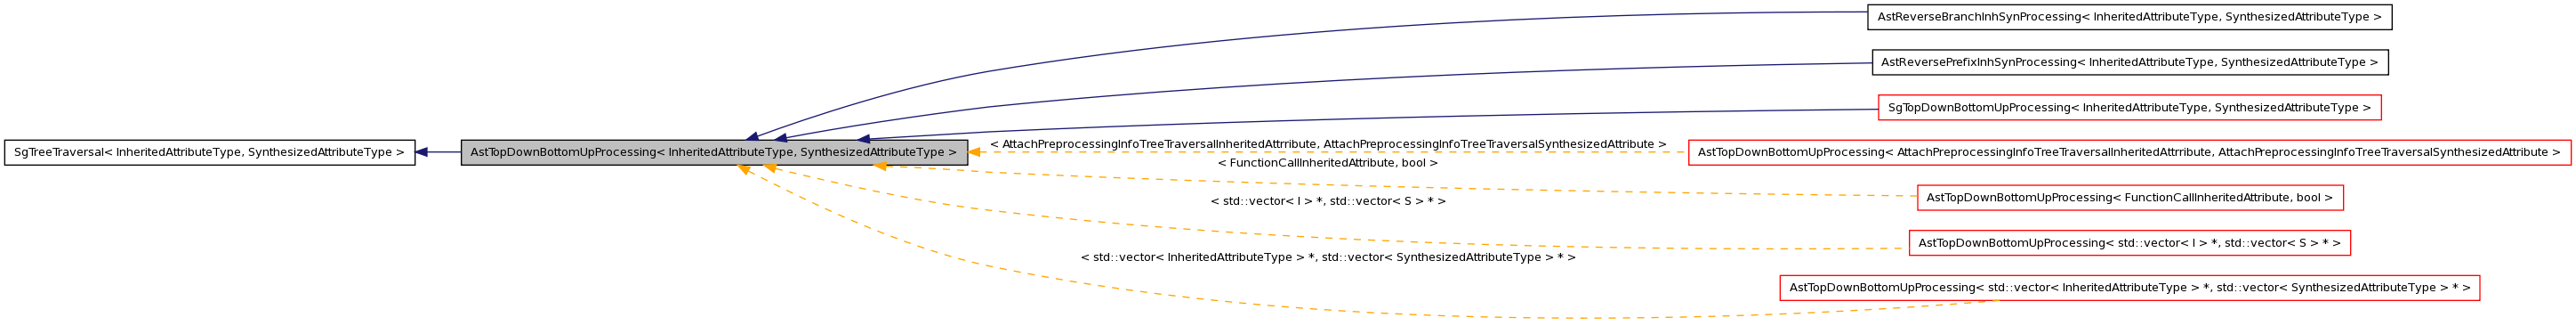 AstReverseBranchInhSynProcessing< InheritedAttributeType, SynthesizedAttributeType >
AstReversePrefixInhSynProcessing< InheritedAttributeType, SynthesizedAttributeType >
SgTopDownBottomUpProcessing< InheritedAttributeType, SynthesizedAttributeType >
SgTreeTraversal< InheritedAttributeType, SynthesizedAttributeType >
AstTopDownBottomUpProcessing< InheritedAttributeType, SynthesizedAttributeType >
< AttachPreprocessingInfoTreeTraversalInheritedAttrribute, AttachPreprocessingInfoTreeTraversalSynthesizedAttribute >
AstTopDownBottomUpProcessing< AttachPreprocessingInfoTreeTraversalInheritedAttrribute, AttachPreprocessingInfoTreeTraversalSynthesizedAttribute >
< FunctionCallInheritedAttribute, bool >
AstTopDownBottomUpProcessing< FunctionCallInheritedAttribute, bool >
< std::vector< I > *, std::vector< S > * >
AstTopDownBottomUpProcessing< std::vector< I > *, std::vector< S > * >
< std::vector< InheritedAttributeType > *, std::vector< SynthesizedAttributeType > * >
AstTopDownBottomUpProcessing< std::vector< InheritedAttributeType > *, std::vector< SynthesizedAttributeType > * >